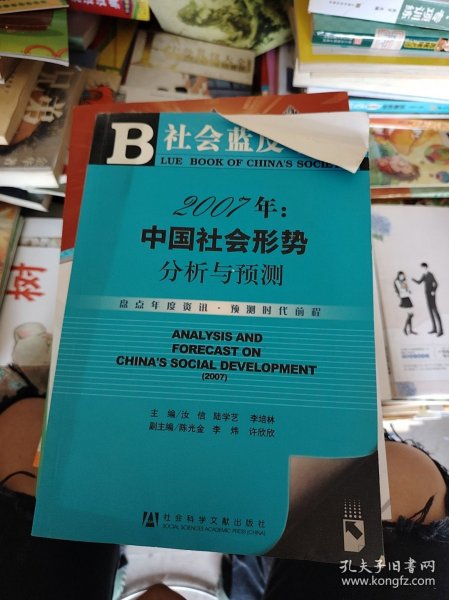 B 社会蓝皮
LUE BOOK OF CHINA'S SOCIE
2007年:
中国社会形势
分析与预测
盘点年度资讯·预测时代前程
ANALYSIS AND
FORECAST ON
CHINA'S SOCIAL DEVELOPMENT
(2007)
主 编/汝 信 陆学艺 李培林
副主编/陈光金 李 炜 许欣欣
社会科学文献出版社
SOCIAL SCIENCES ACADEMIC PRESS (CHINA)
树
孔夫子旧书网
www.kongfz.com